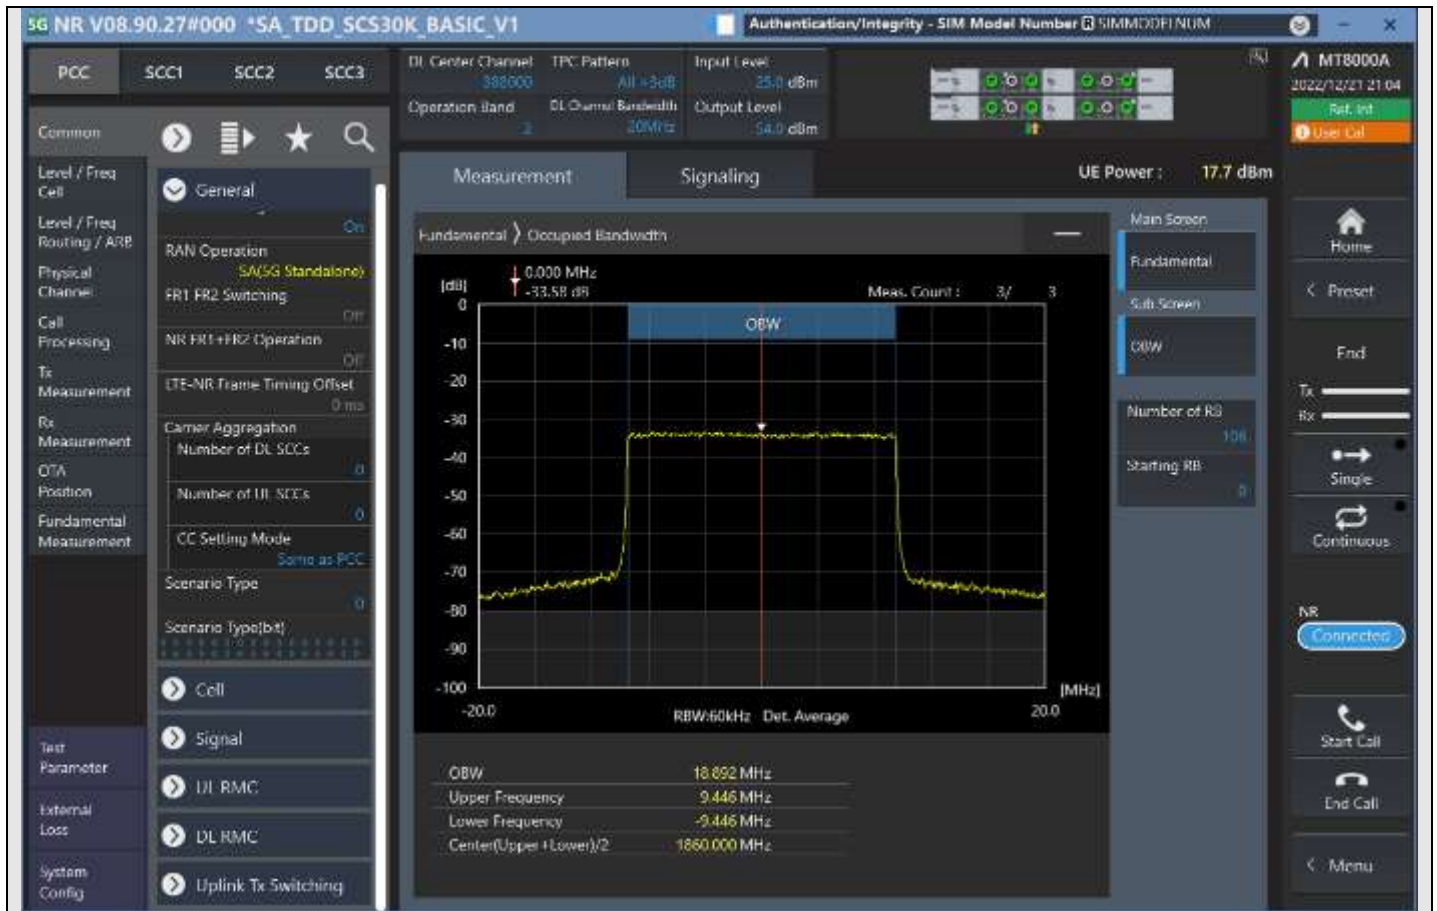 5G NR V08.90.27#000 *SA_TDD_SCS30K_BASIC_V1
Authentication/Integrity - SIM Model Number R SIMMODELNUM
PCC SCC1 SCC2 SCC3
DL Center Channel TPC Pattern Input Level
388000 All +3dB 25.0 dBm
Operation Band DL Channel Bandwidth Output Level
2 20MHz 54.0 dBm
MT8000A
2022/12/21 21:04
Ref. Int
User Cal
Common
Level / Freq
Cell
Level / Freq
Routing / ARB
Physical
Channel
Call
Processing
Tx
Measurement
Rx
Measurement
OTA
Position
Fundamental
Measurement
Test
Parameter
External
Loss
System
Config
General
On
RAN Operation
SA(5G Standalone)
FR1 FR2 Switching
Off
NR FR1+FR2 Operation
Off
LTE-NR Frame Timing Offset
0 ms
Carrier Aggregation
Number of DL SCCs
0
Number of UL SCCs
0
CC Setting Mode
Same as PCC
Scenario Type
0
Scenario Type(bit)
Cell
Signal
UL RMC
DL RMC
Uplink Tx Switching
Measurement Signaling
UE Power : 17.7 dBm
Fundamental Occupied Bandwidth
0.000 MHz
-33.58 dB
[dB]
Meas. Count : 3/ 3
OBW
0
-10
-20
-30
-40
-50
-60
-70
-80
-90
-100
[MHz]
-20.0 RBW:60kHz Det. Average 20.0
OBW 18.892 MHz
Upper Frequency 9.446 MHz
Lower Frequency -9.446 MHz
Center(Upper+Lower)/2 1860.000 MHz
Main Screen
Fundamental
Sub Screen
OBW
Number of RB
106
Starting RB
0
Home
Preset
End
Tx
Rx
Single
Continuous
NR
Connected
Start Call
End Call
Menu